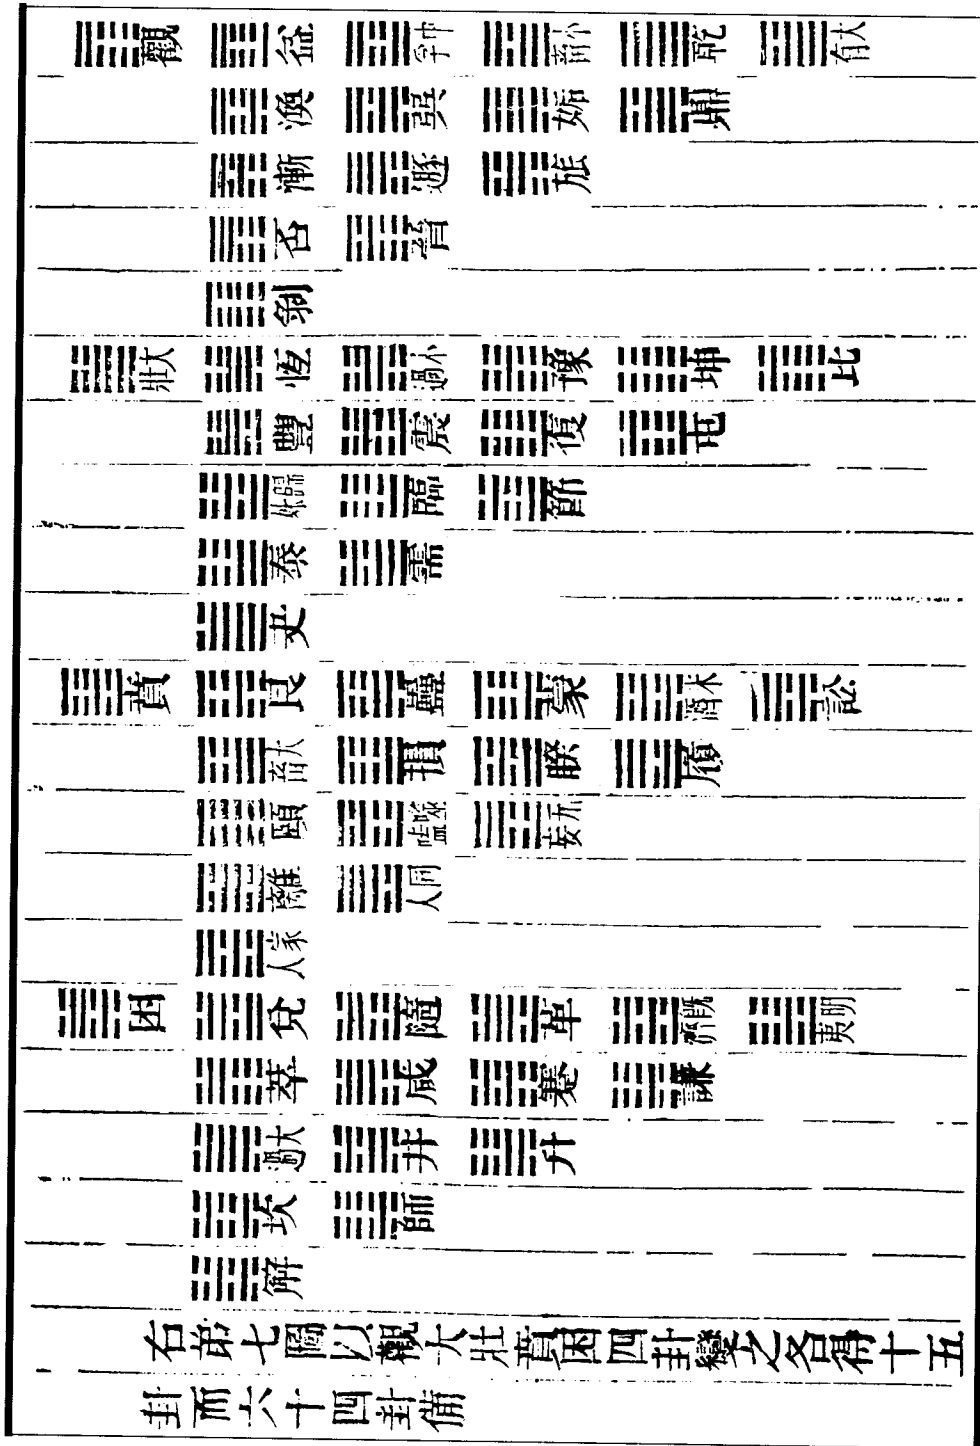 觀 益 中孚 小畜 乾 大有
渙 巽 姤 鼎
漸 遯 旅
否 晉
剝
大壯 恆 小過 豫 坤 比
豐 震 復 屯
歸妹 臨 節
泰 需
夬
賁 艮 蠱 蒙 未濟 訟
大畜 損 睽 履
頤 噬嗑 无妄
離 同人
家人
困 兌 隨 革 既濟 明夷
萃 咸 蹇 謙
大過 井 升
坎 師
解
右第七圖以觀大壯賁困四卦變之各得十五
卦而六十四卦備